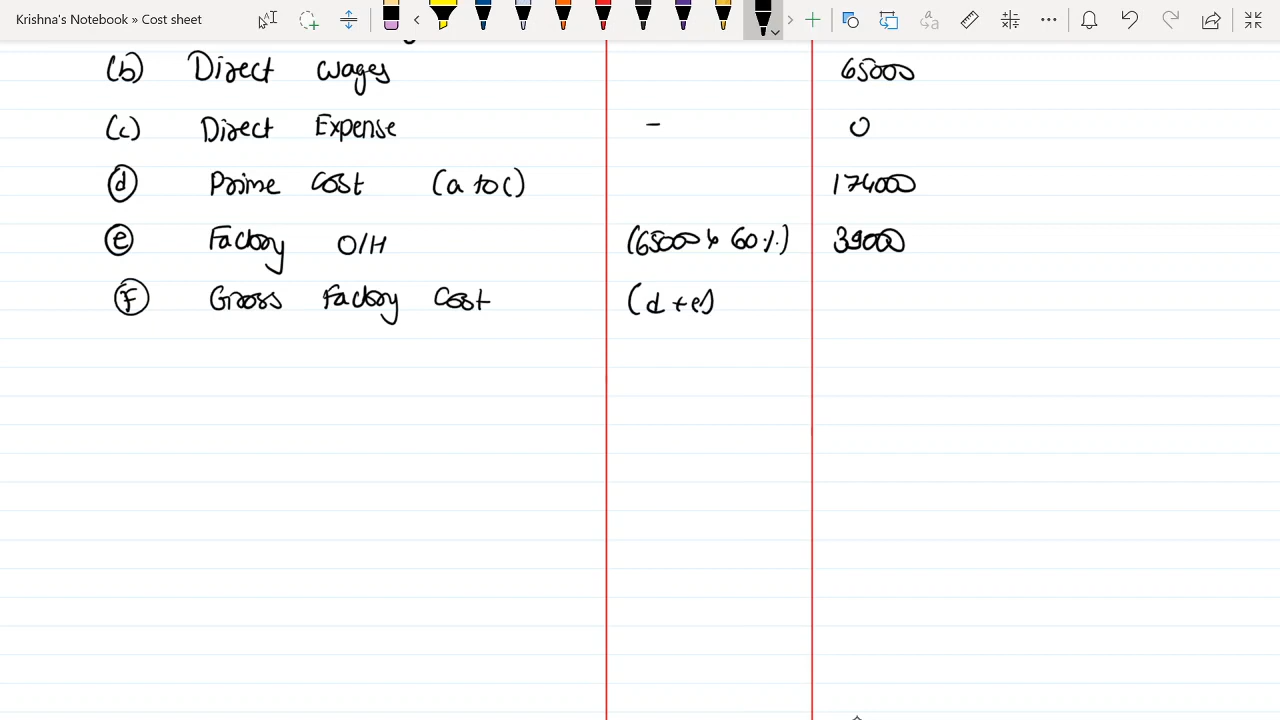 Krishna's Notebook » Cost sheet
(b) Direct wages 65000
(c) Direct Expense – 0
(d) Prime Cost (a to c) 174000
(e) Factory O/H (65000 x 60%) 39000
(f) Gross Factory Cost (d + e)